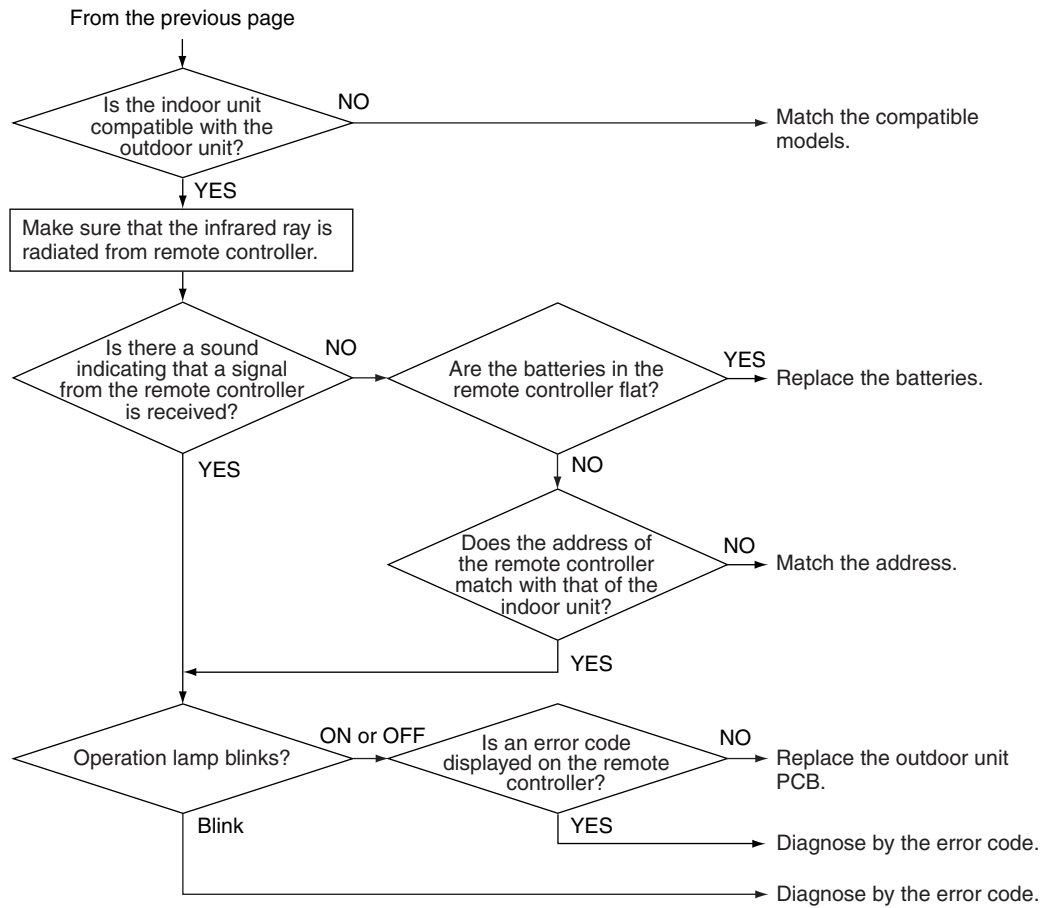 From the previous page
Is the indoor unit
compatible with the
outdoor unit?
NO
Match the compatible
models.
YES
Make sure that the infrared ray is
radiated from remote controller.
Is there a sound
indicating that a signal
from the remote controller
is received?
NO
Are the batteries in the
remote controller flat?
YES
Replace the batteries.
YES
NO
Does the address of
the remote controller
match with that of the
indoor unit?
NO
Match the address.
YES
Operation lamp blinks?
ON or OFF
Is an error code
displayed on the remote
controller?
NO
Replace the outdoor unit
PCB.
Blink
YES
Diagnose by the error code.
Diagnose by the error code.